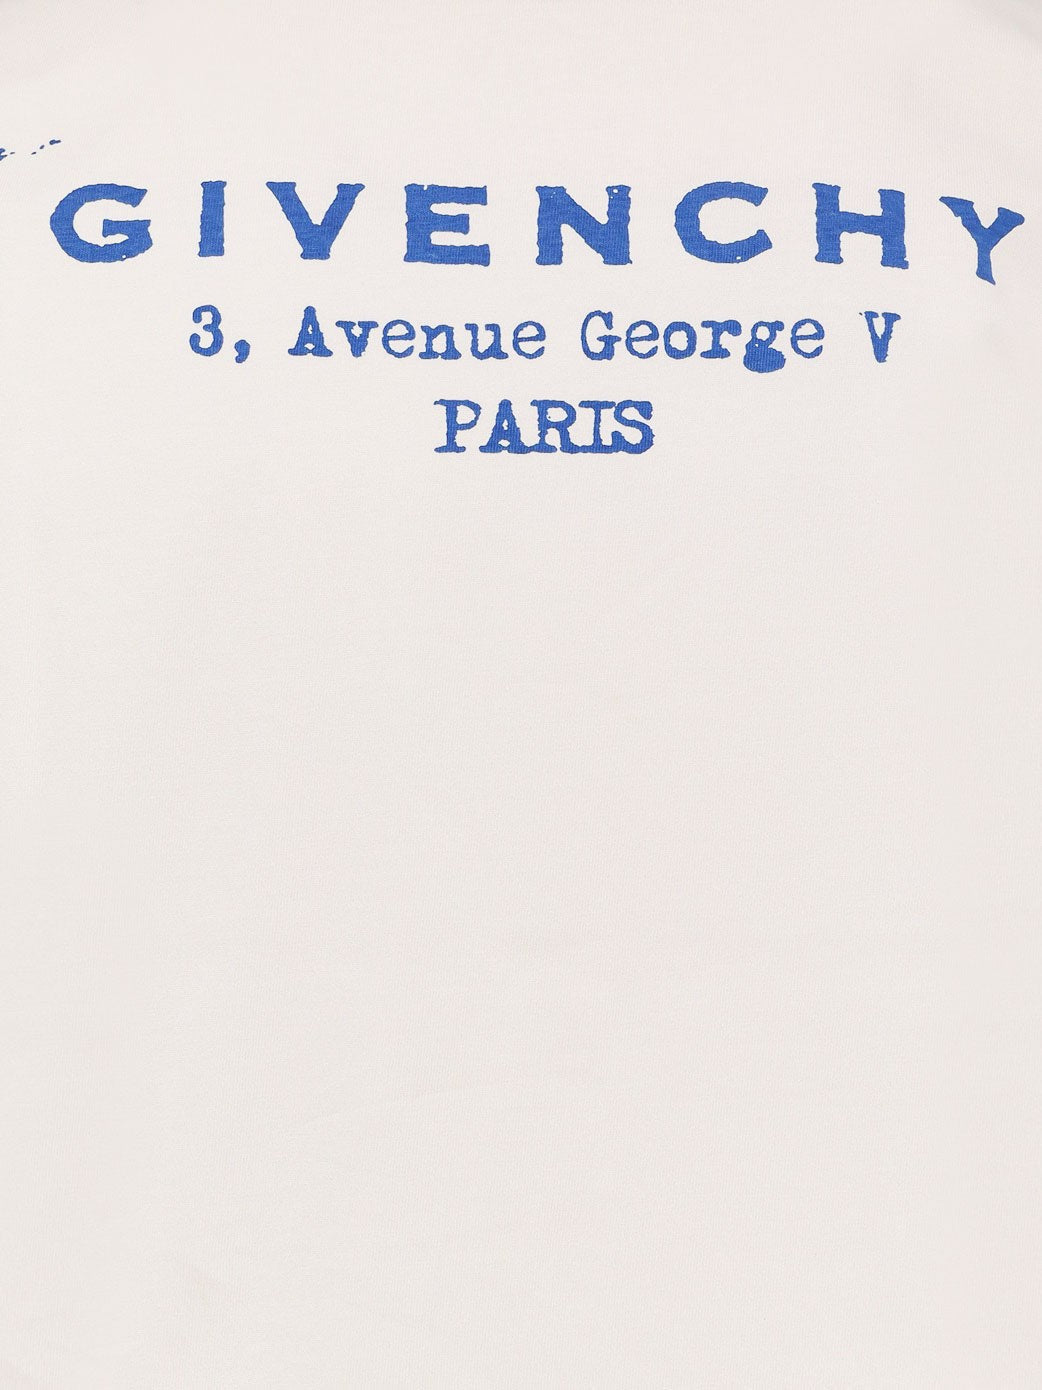 GIVENCHY
3, Avenue George V
PARIS